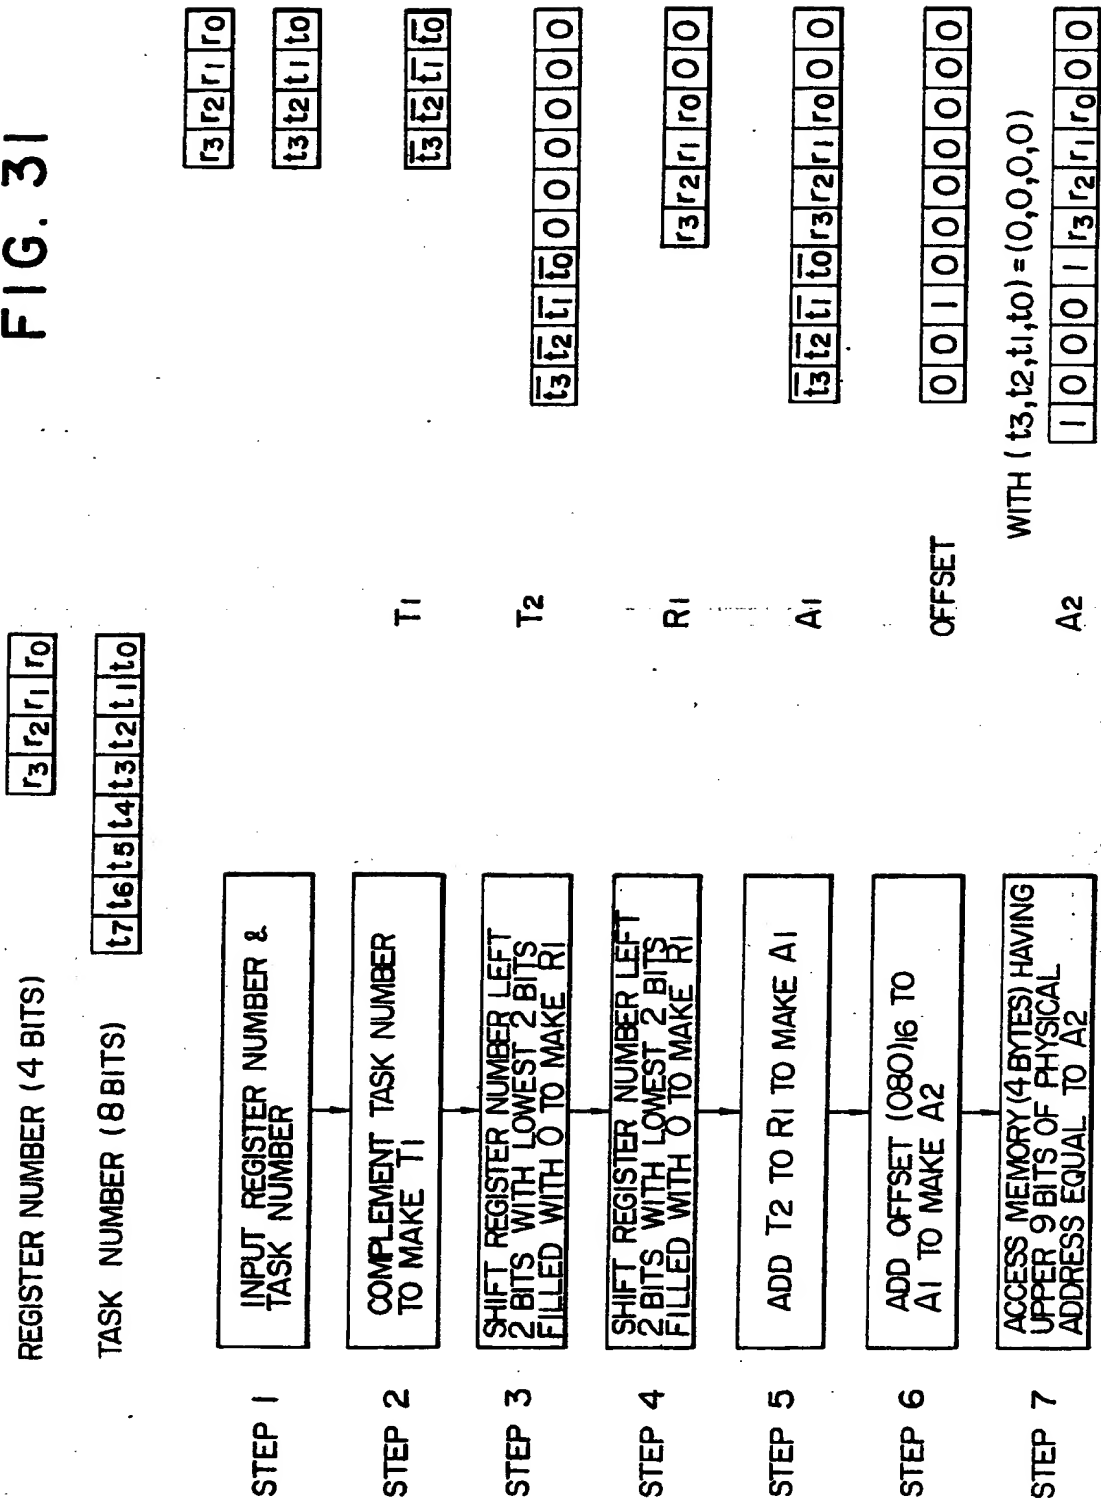 FIG. 31
REGISTER NUMBER (4 BITS) r3 r2 r1 r0
TASK NUMBER (8 BITS) t7 t6 t5 t4 t3 t2 t1 t0
STEP 1
INPUT REGISTER NUMBER &
TASK NUMBER
r3 r2 r1 r0
t3 t2 t1 t0
STEP 2
COMPLEMENT TASK NUMBER
TO MAKE T1
T1 t̅3 t̅2 t̅1 t̅0
STEP 3
SHIFT REGISTER NUMBER LEFT
2 BITS WITH LOWEST 2 BITS
FILLED WITH 0 TO MAKE R1
T2 t̅3 t̅2 t̅1 t̅0 0 0 0 0 0 0
STEP 4
SHIFT REGISTER NUMBER LEFT
2 BITS WITH LOWEST 2 BITS
FILLED WITH 0 TO MAKE R1
R1 r3 r2 r1 r0 0 0
STEP 5
ADD T2 TO R1 TO MAKE A1
A1 t̅3 t̅2 t̅1 t̅0 r3 r2 r1 r0 0 0
STEP 6
ADD OFFSET (080)16 TO
A1 TO MAKE A2
OFFSET 0 0 1 0 0 0 0 0 0 0
STEP 7
ACCESS MEMORY (4 BYTES) HAVING
UPPER 9 BITS OF PHYSICAL
ADDRESS EQUAL TO A2
WITH (t3,t2,t1,t0)=(0,0,0,0)
A2 1 0 0 0 1 r3 r2 r1 r0 0 0